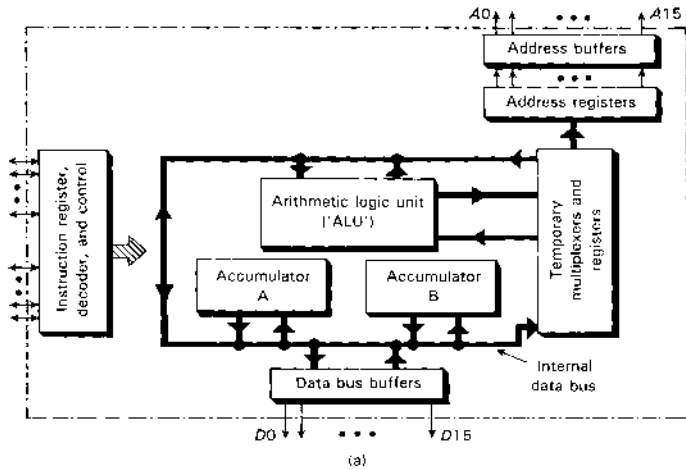 A0 • • • A15
Address buffers
• • •
Address registers
Instruction register,
decoder, and control
Arithmetic logic unit
('ALU')
Temporary
multiplexers and
registers
Accumulator
A
Accumulator
B
Internal
data bus
Data bus buffers
D0 • • • D15
(a)